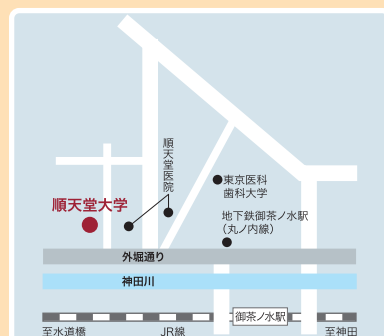 順天堂医院
順天堂大学
東京医科
歯科大学
地下鉄御茶ノ水駅
(丸ノ内線)
外堀通り
神田川
御茶ノ水駅
至水道橋
JR線
至神田